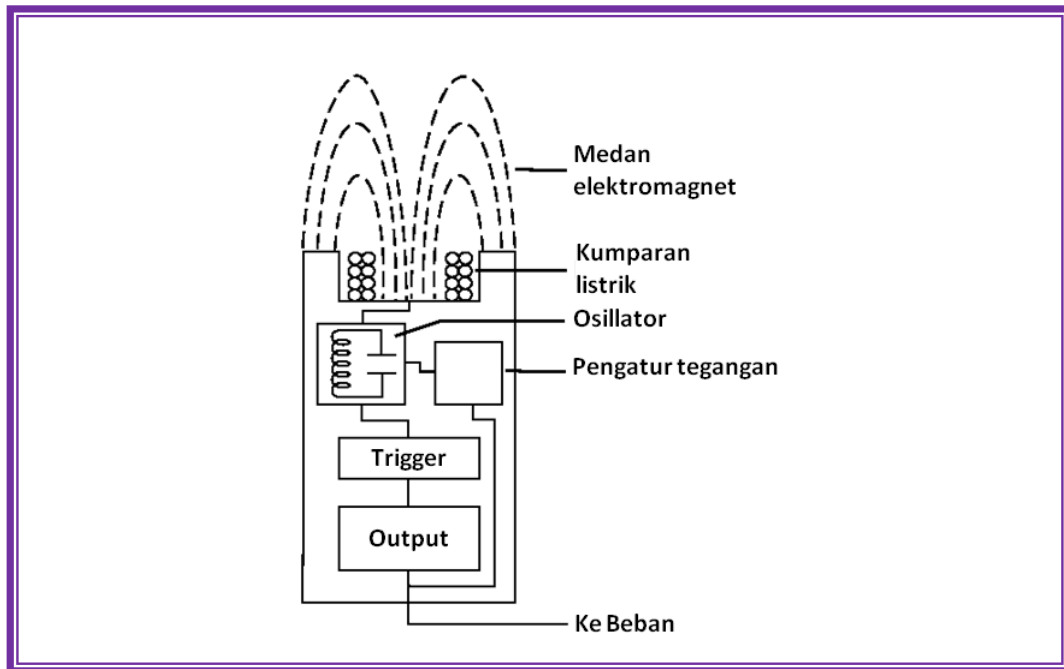 Medan
elektromagnet
Kumparan
listrik
Osillator
Pengatur tegangan
Trigger
Output
Ke Beban